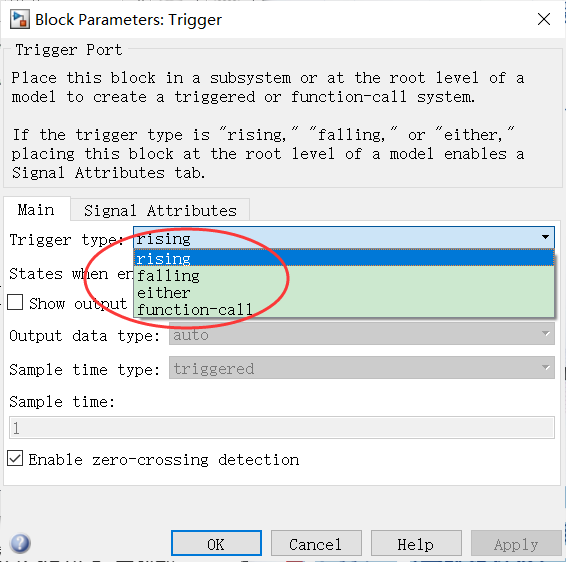 Block Parameters: Trigger
Trigger Port
Place this block in a subsystem or at the root level of a
model to create a triggered or function-call system.
If the trigger type is "rising," "falling," or "either,"
placing this block at the root level of a model enables a
Signal Attributes tab.
Main
Signal Attributes
Trigger type: rising
rising
States when en
falling
either
Show output
function-call
Output data type: auto
Sample time type: triggered
Sample time:
1
Enable zero-crossing detection
OK
Cancel
Help
Apply